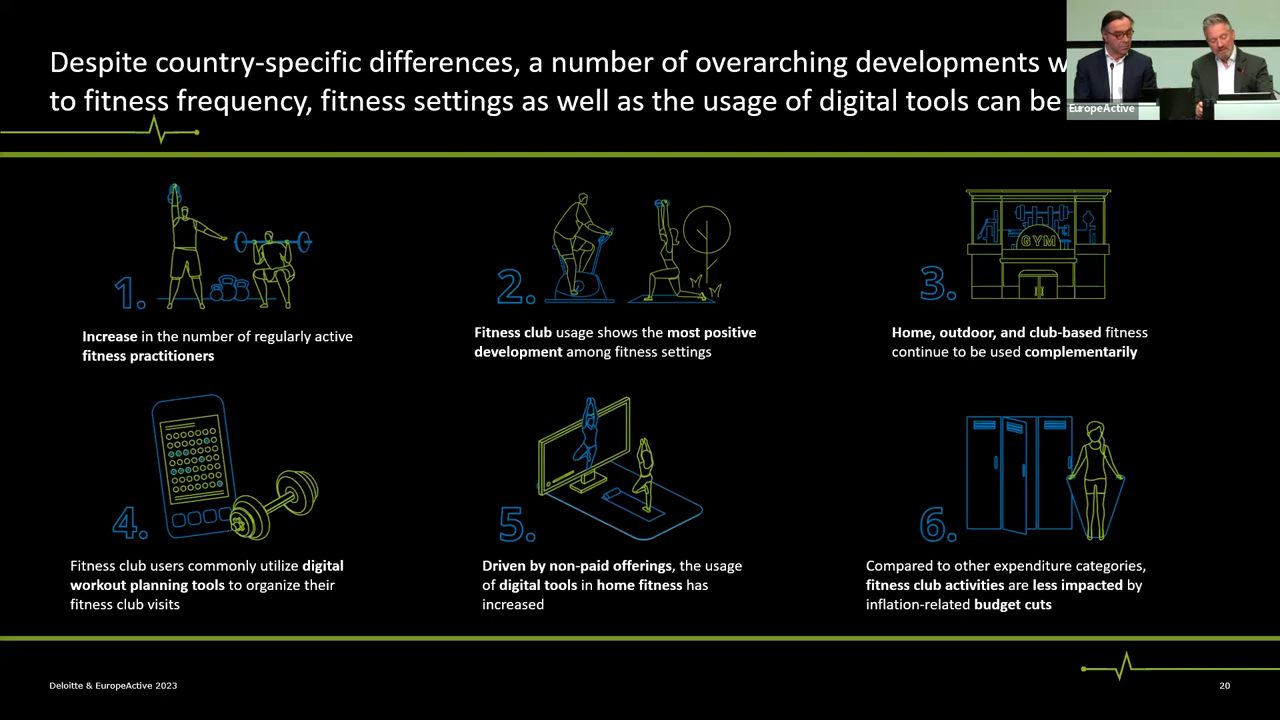 Despite country-specific differences, a number of overarching developments
to fitness frequency, fitness settings as well as the usage of digital tools can be
EuropeActive
1.
Increase in the number of regularly active
fitness practitioners
2.
Fitness club usage shows the most positive
development among fitness settings
GYM
3.
Home, outdoor, and club-based fitness
continue to be used complementarily
4.
Fitness club users commonly utilize digital
workout planning tools to organize their
fitness club visits
5.
Driven by non-paid offerings, the usage
of digital tools in home fitness has
increased
6.
Compared to other expenditure categories,
fitness club activities are less impacted by
inflation-related budget cuts
Deloitte & EuropeActive 2023
20